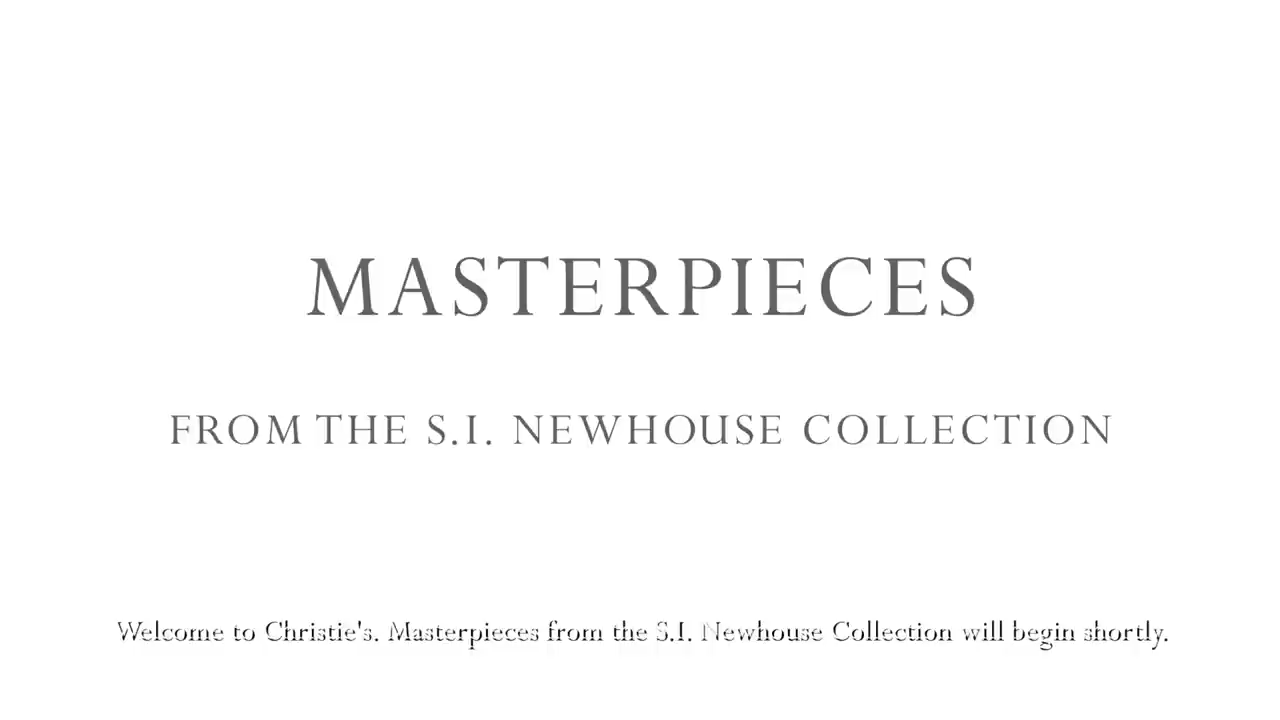 MASTERPIECES
FROM THE S.I. NEWHOUSE COLLECTION
Welcome to Christie's. Masterpieces from the S.I. Newhouse Collection will begin shortly.